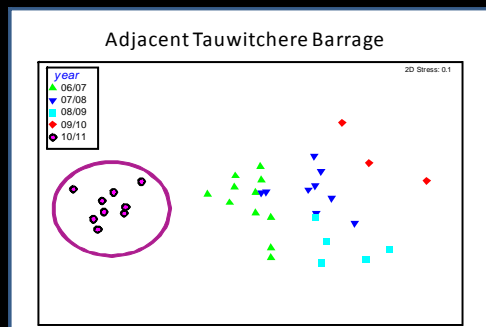 Adjacent Tauwitchere Barrage
2D Stress: 0.1
year
06/07
07/08
08/09
09/10
10/11